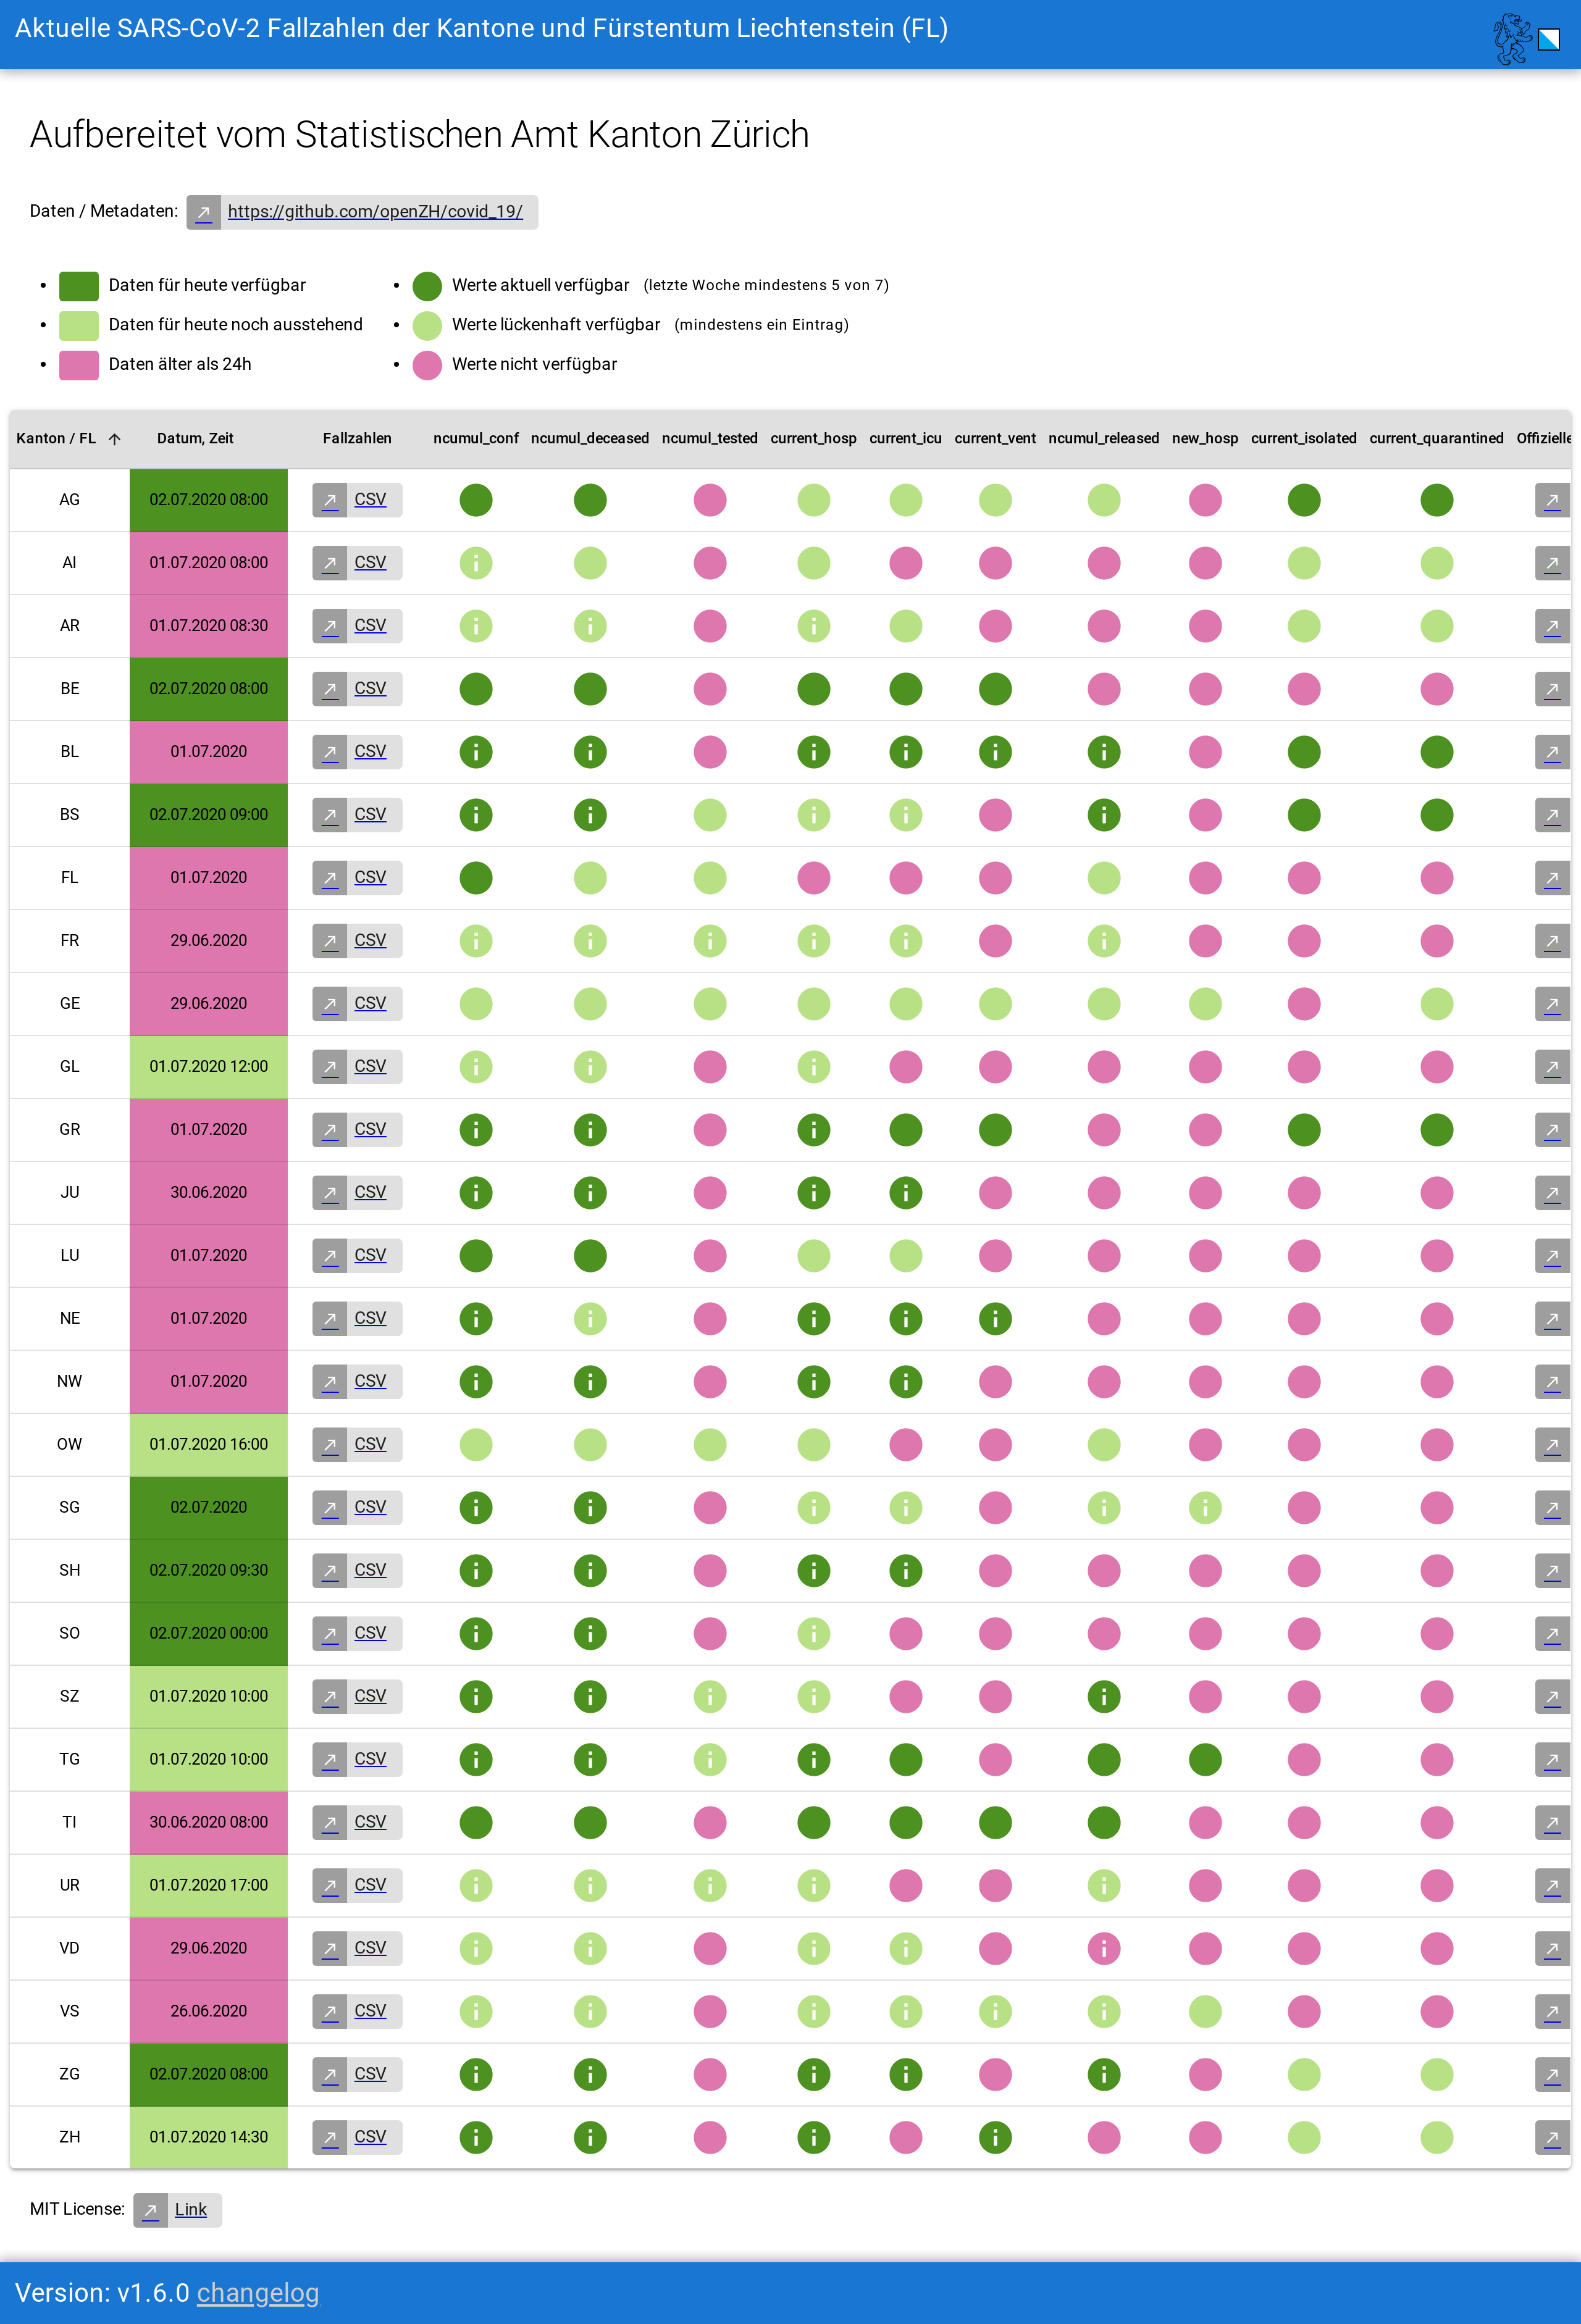 Aktuelle SARS-CoV-2 Fallzahlen der Kantone und Fürstentum Liechtenstein (FL)
Aufbereitet vom Statistischen Amt Kanton Zürich
Daten / Metadaten: https://github.com/openZH/covid_19/
Daten für heute verfügbar
Daten für heute noch ausstehend
Daten älter als 24h
Werte aktuell verfügbar (letzte Woche mindestens 5 von 7)
Werte lückenhaft verfügbar (mindestens ein Eintrag)
Werte nicht verfügbar
Kanton / FL Datum, Zeit Fallzahlen ncumul_conf ncumul_deceased ncumul_tested current_hosp current_icu current_vent ncumul_released new_hosp current_isolated current_quarantined Offizielle
AG 02.07.2020 08:00 CSV
AI 01.07.2020 08:00 CSV
AR 01.07.2020 08:30 CSV
BE 02.07.2020 08:00 CSV
BL 01.07.2020 CSV
BS 02.07.2020 09:00 CSV
FL 01.07.2020 CSV
FR 29.06.2020 CSV
GE 29.06.2020 CSV
GL 01.07.2020 12:00 CSV
GR 01.07.2020 CSV
JU 30.06.2020 CSV
LU 01.07.2020 CSV
NE 01.07.2020 CSV
NW 01.07.2020 CSV
OW 01.07.2020 16:00 CSV
SG 02.07.2020 CSV
SH 02.07.2020 09:30 CSV
SO 02.07.2020 00:00 CSV
SZ 01.07.2020 10:00 CSV
TG 01.07.2020 10:00 CSV
TI 30.06.2020 08:00 CSV
UR 01.07.2020 17:00 CSV
VD 29.06.2020 CSV
VS 26.06.2020 CSV
ZG 02.07.2020 08:00 CSV
ZH 01.07.2020 14:30 CSV
MIT License: Link
Version: v1.6.0 changelog